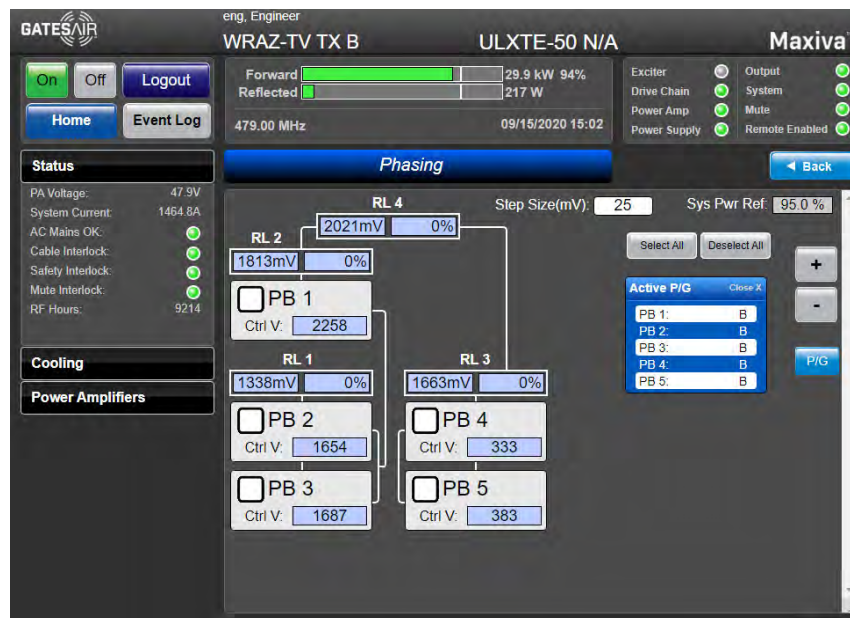 GATESAIR
eng, Engineer
WRAZ-TV TX B
ULXTE-50 N/A
Maxiva
On
Off
Logout
Home
Event Log
Forward 29.9 kW 94%
Reflected 217 W
479.00 MHz 09/15/2020 15:02
Exciter
Drive Chain
Power Amp
Power Supply
Output
System
Mute
Remote Enabled
Status
Phasing
◄ Back
PA Voltage: 47.9V
System Current: 1464.8A
AC Mains OK:
Cable Interlock:
Safety Interlock:
Mute Interlock:
RF Hours: 9214
Cooling
Power Amplifiers
Step Size(mV): 25
Sys Pwr Ref: 95.0 %
RL 4
2021mV 0%
RL 2
1813mV 0%
PB 1
Ctrl V: 2258
RL 1
1338mV 0%
PB 2
Ctrl V: 1654
PB 3
Ctrl V: 1687
RL 3
1663mV 0%
PB 4
Ctrl V: 333
PB 5
Ctrl V: 383
Select All
Deselect All
Active P/G Close X
PB 1: B
PB 2: B
PB 3: B
PB 4: B
PB 5: B
+
-
P/G